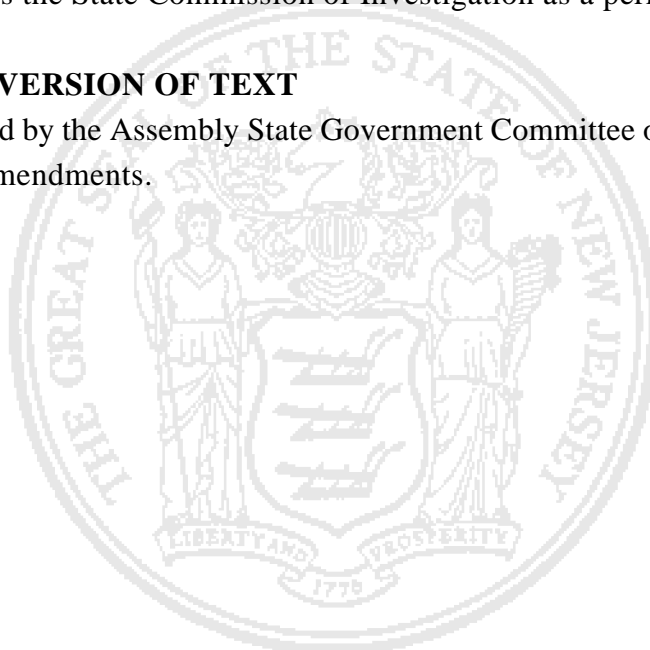 the State Commission of Investigation as a
VERSION OF TEXT
d by the Assembly State Government Committee
mendments.
THE GREAT SEAL OF THE STATE OF NEW JERSEY
LIBERTY AND PROSPERITY
1776